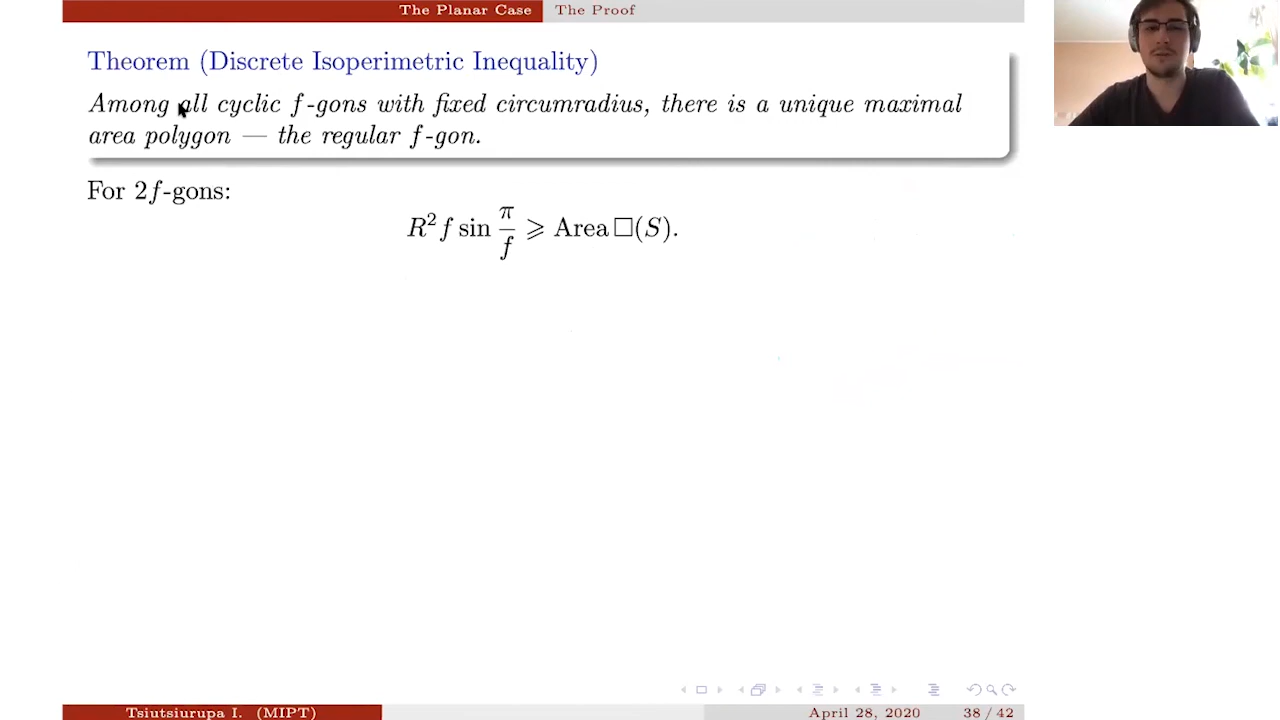 The Planar Case The Proof
Theorem (Discrete Isoperimetric Inequality)
Among all cyclic f-gons with fixed circumradius, there is a unique maximal
area polygon — the regular f-gon.
For 2f-gons:
R² f sin π/f ⩾ Area □(S).
Tsiutsiurupa I. (MIPT) April 28, 2020 38 / 42